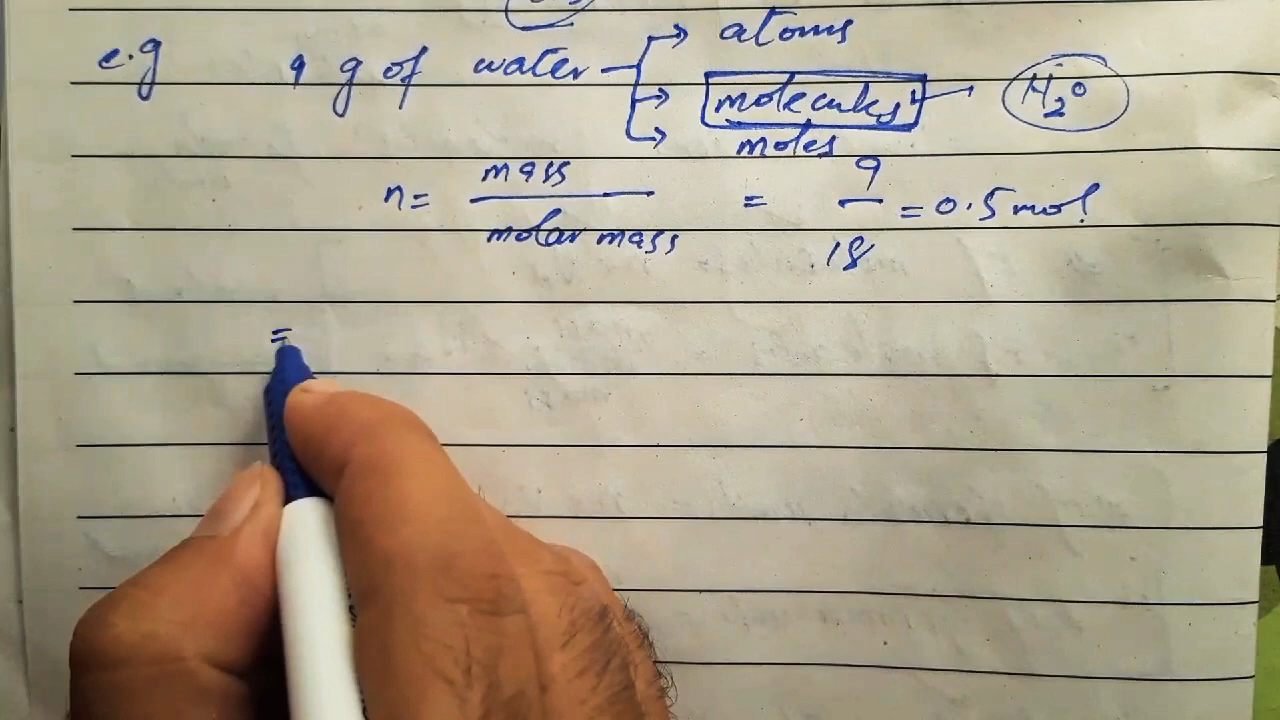 e.g 9 g of water → atoms
→ molecules → H₂O
→ moles
n = mass / molar mass = 9 / 18 = 0.5 mol
=